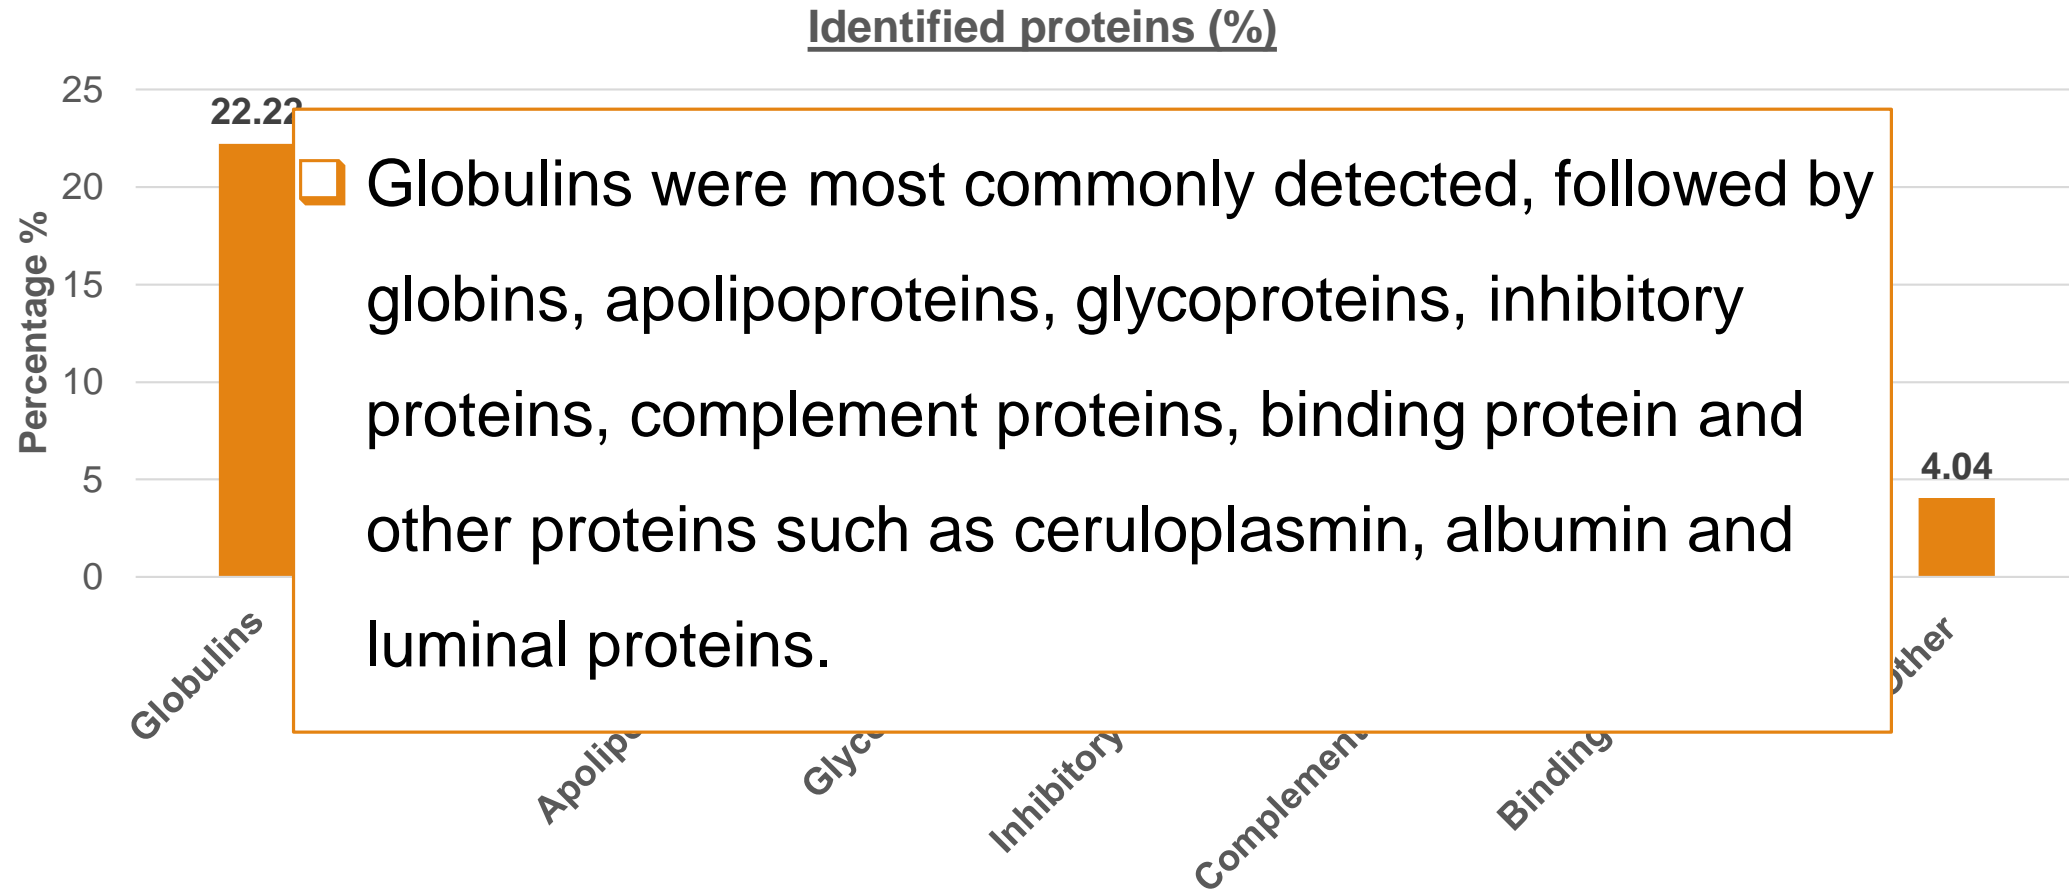 Identified proteins (%)
25
22.22
20
15
10
5
0
Percentage %
Globulins were most commonly detected, followed by
globins, apolipoproteins, glycoproteins, inhibitory
proteins, complement proteins, binding protein and
other proteins such as ceruloplasmin, albumin and
luminal proteins.
4.04
Globulins
Inhibitory
Complement
Binding